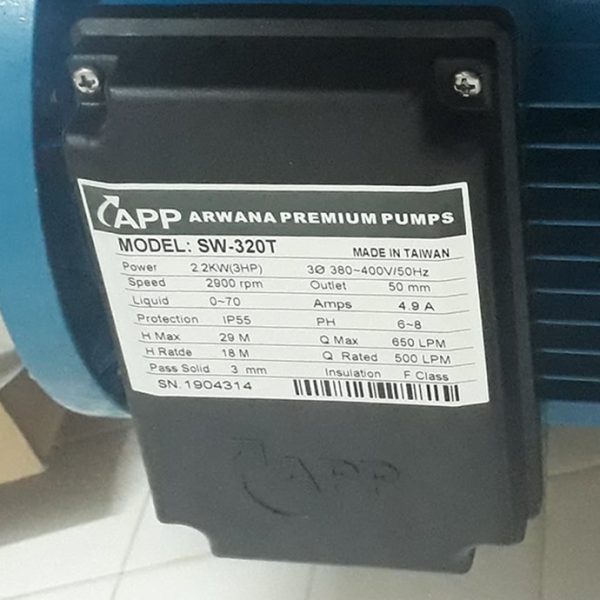 APP ARWANA PREMIUM PUMPS
MODEL: SW-320T MADE IN TAIWAN
Power 2.2KW(3HP) 3Ø 380~400V/50Hz
Speed 2900 rpm Outlet 50 mm
Liquid 0~70 Amps 4.9 A
Protection IP55 PH 6~8
H Max 29 M Q Max 650 LPM
H Ratde 18 M Q Rated 500 LPM
Pass Solid 3 mm Insulation F Class
SN.1904314
APP